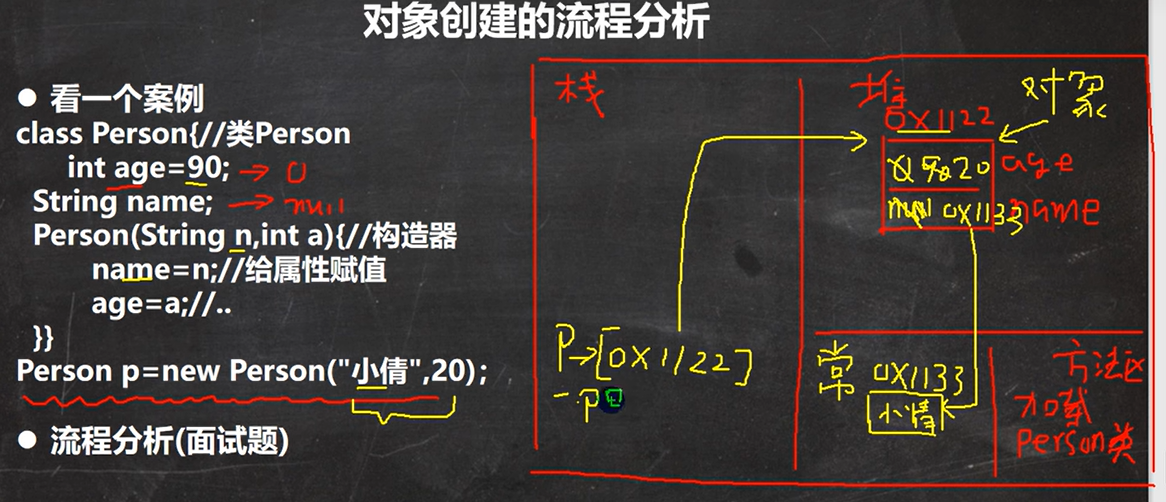 对象创建的流程分析
● 看一个案例
class Person{//类Person
int age=90; → 0
String name; → null
Person(String n,int a){//构造器
name=n;//给属性赋值
age=a;//..
}}
Person p=new Person("小倩",20);
● 流程分析(面试题)
栈
堆
对象
0x1122
90 20 age
null 0x1133 name
P→[0x1122]
P
常
0x1133
小倩
方法区
加载
Person类